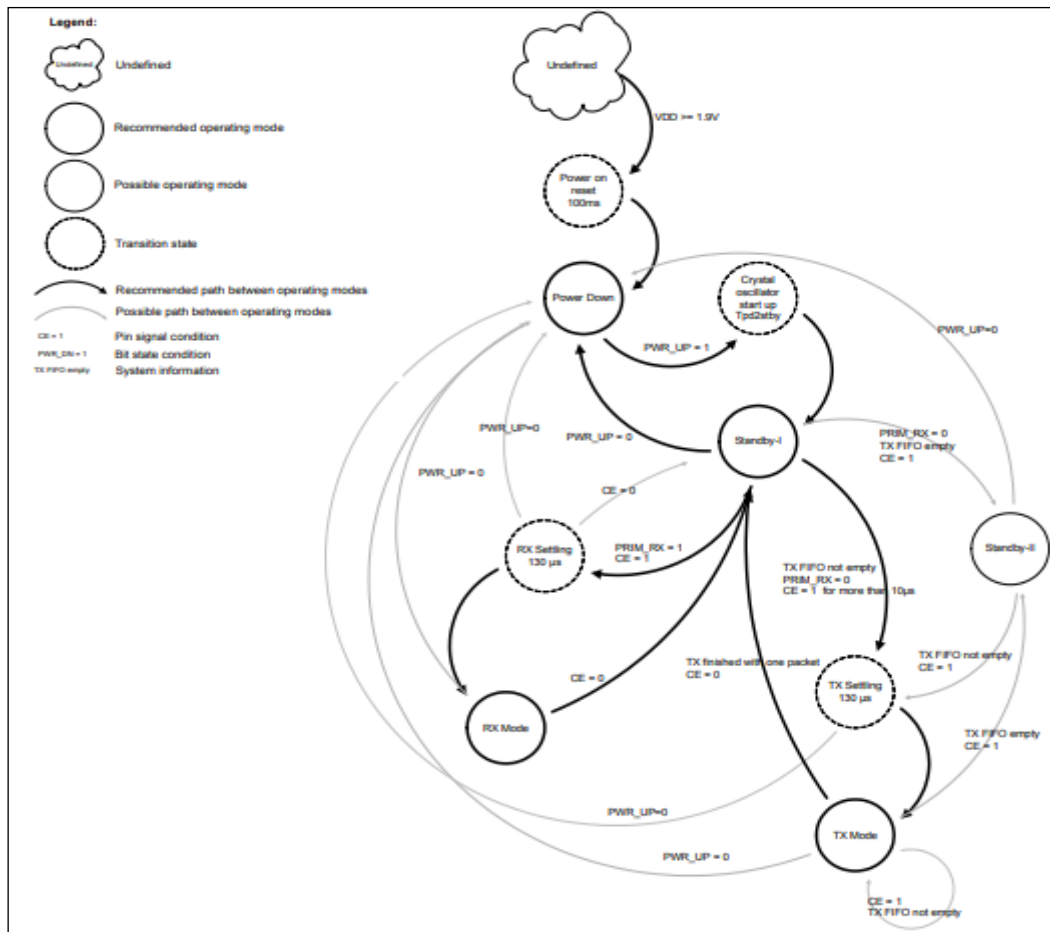 Legend:
Undefined
Undefined
Recommended operating mode
Possible operating mode
Transition state
Recommended path between operating modes
Possible path between operating modes
CE = 1
Pin signal condition
PWR_DN = 1
Bit state condition
TX FIFO empty
System information
Undefined
VDD >= 1.9V
Power on
reset
100ms
Power Down
Crystal
oscillator
start up
Tpd2stby
PWR_UP=0
PWR_UP = 1
PWR_UP=0
PWR_UP = 0
Standby-I
PRIM_RX = 0
TX FIFO empty
CE = 1
PWR_UP = 0
CE = 0
RX Settling
130 µs
PRIM_RX = 1
CE = 1
Standby-II
TX FIFO not empty
PRIM_RX = 0
CE = 1 for more than 10µs
TX finished with one packet
CE = 0
CE = 0
TX FIFO not empty
CE = 1
TX Settling
130 µs
RX Mode
TX FIFO empty
CE = 1
PWR_UP=0
TX Mode
PWR_UP = 0
CE = 1
TX FIFO not empty